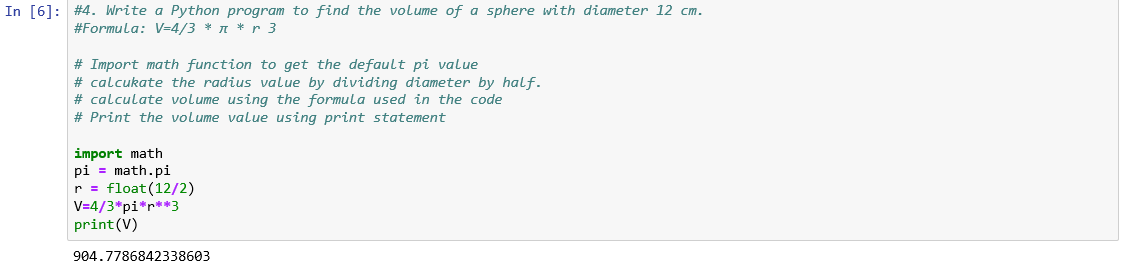 In [6]: #4. Write a Python program to find the volume of a sphere with diameter 12 cm.
#Formula: V=4/3 * π * r 3
# Import math function to get the default pi value
# calcukate the radius value by dividing diameter by half.
# calculate volume using the formula used in the code
# Print the volume value using print statement
import math
pi = math.pi
r = float(12/2)
V=4/3*pi*r**3
print(V)
904.7786842338603